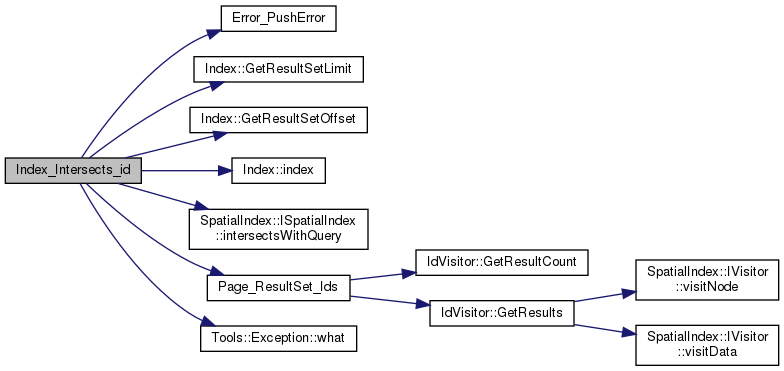 Error_PushError
Index::GetResultSetLimit
Index::GetResultSetOffset
Index_Intersects_id
Index::index
SpatialIndex::ISpatialIndex
::intersectsWithQuery
IdVisitor::GetResultCount
SpatialIndex::IVisitor
::visitNode
Page_ResultSet_Ids
IdVisitor::GetResults
Tools::Exception::what
SpatialIndex::IVisitor
::visitData